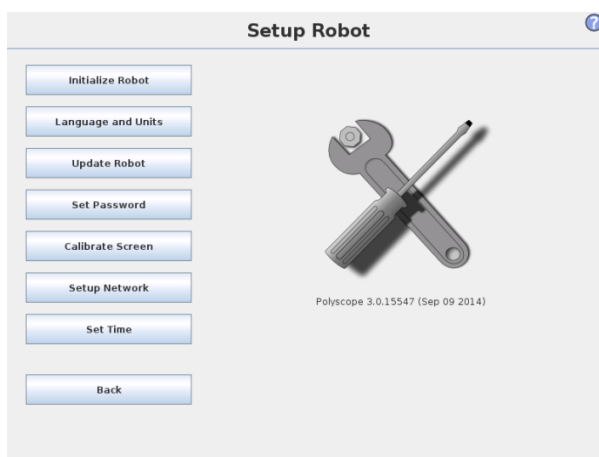 Setup Robot
?
Initialize Robot
Language and Units
Update Robot
Set Password
Calibrate Screen
Setup Network
Set Time
Back
Polyscope 3.0.15547 (Sep 09 2014)